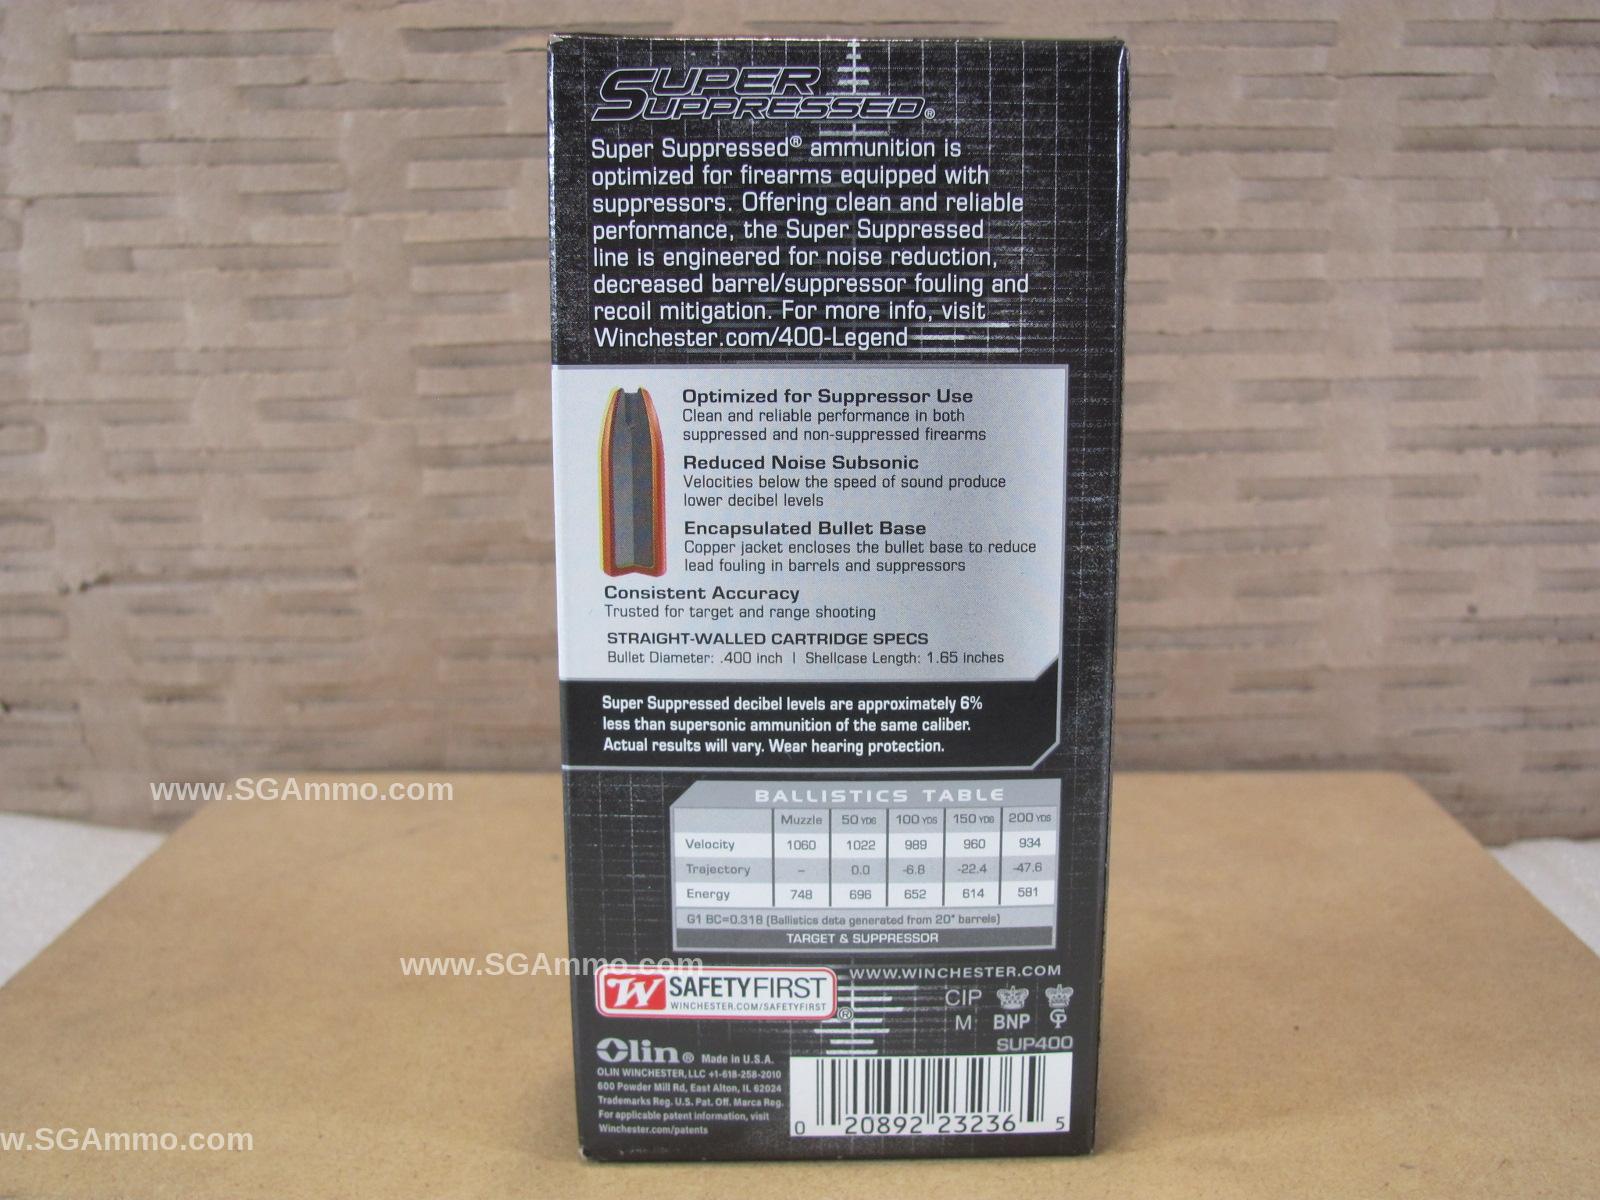 SUPER
SUPPRESSED®
Super Suppressed® ammunition is
optimized for firearms equipped with
suppressors. Offering clean and reliable
performance, the Super Suppressed
line is engineered for noise reduction,
decreased barrel/suppressor fouling and
recoil mitigation. For more info, visit
Winchester.com/400-Legend
Optimized for Suppressor Use
Clean and reliable performance in both
suppressed and non-suppressed firearms
Reduced Noise Subsonic
Velocities below the speed of sound produce
lower decibel levels
Encapsulated Bullet Base
Copper jacket encloses the bullet base to reduce
lead fouling in barrels and suppressors
Consistent Accuracy
Trusted for target and range shooting
STRAIGHT-WALLED CARTRIDGE SPECS
Bullet Diameter: .400 inch | Shellcase Length: 1.65 inches
Super Suppressed decibel levels are approximately 6%
less than supersonic ammunition of the same caliber.
Actual results will vary. Wear hearing protection.
www.SGAmmo.com
BALLISTICS TABLE
Muzzle 50 YDS 100 YDS 150 YDS 200 YDS
Velocity 1060 1022 989 960 934
Trajectory – 0.0 -6.8 -22.4 -47.6
Energy 748 696 652 614 581
G1 BC=0.318 (Ballistics data generated from 20" barrels)
TARGET & SUPPRESSOR
www.SGAmmo.com
W SAFETYFIRST
WINCHESTER.COM/SAFETYFIRST
®
WWW.WINCHESTER.COM
CIP
M BNP GP
SUP400
Olin® Made in U.S.A.
OLIN WINCHESTER, LLC +1-618-258-2010
600 Powder Mill Rd, East Alton, IL 62024
Trademarks Reg. U.S. Pat. Off. Marca Reg.
For applicable patent information, visit
Winchester.com/patents
0 20892 23236 5
w.SGAmmo.com